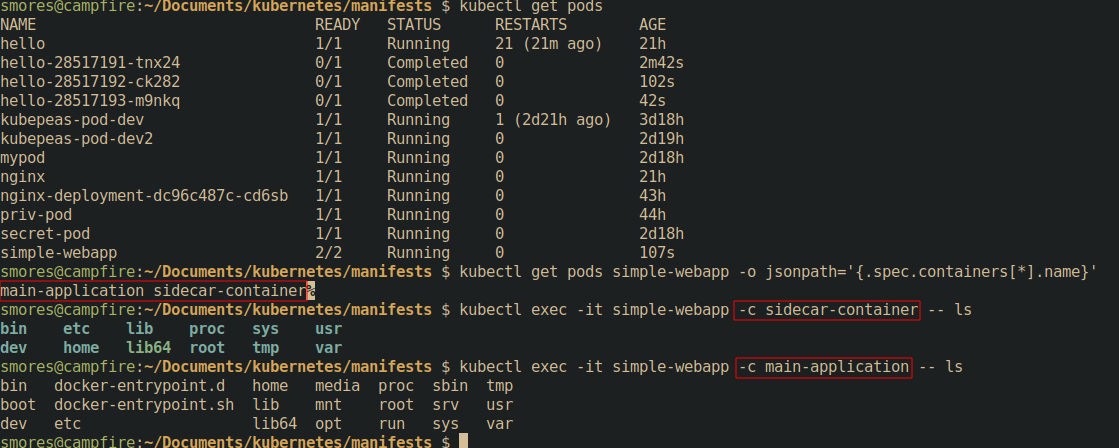 smores@campfire:~/Documents/kubernetes/manifests $ kubectl get pods
NAME READY STATUS RESTARTS AGE
hello 1/1 Running 21 (21m ago) 21h
hello-28517191-tnx24 0/1 Completed 0 2m42s
hello-28517192-ck282 0/1 Completed 0 102s
hello-28517193-m9nkq 0/1 Completed 0 42s
kubepeas-pod-dev 1/1 Running 1 (2d21h ago) 3d18h
kubepeas-pod-dev2 1/1 Running 0 2d19h
mypod 1/1 Running 0 2d18h
nginx 1/1 Running 0 21h
nginx-deployment-dc96c487c-cd6sb 1/1 Running 0 43h
priv-pod 1/1 Running 0 44h
secret-pod 1/1 Running 0 2d18h
simple-webapp 2/2 Running 0 107s
smores@campfire:~/Documents/kubernetes/manifests $ kubectl get pods simple-webapp -o jsonpath='{.spec.containers[*].name}'
main-application sidecar-container%
smores@campfire:~/Documents/kubernetes/manifests $ kubectl exec -it simple-webapp -c sidecar-container -- ls
bin etc lib proc sys usr
dev home lib64 root tmp var
smores@campfire:~/Documents/kubernetes/manifests $ kubectl exec -it simple-webapp -c main-application -- ls
bin docker-entrypoint.d home media proc sbin tmp
boot docker-entrypoint.sh lib mnt root srv usr
dev etc lib64 opt run sys var
smores@campfire:~/Documents/kubernetes/manifests $